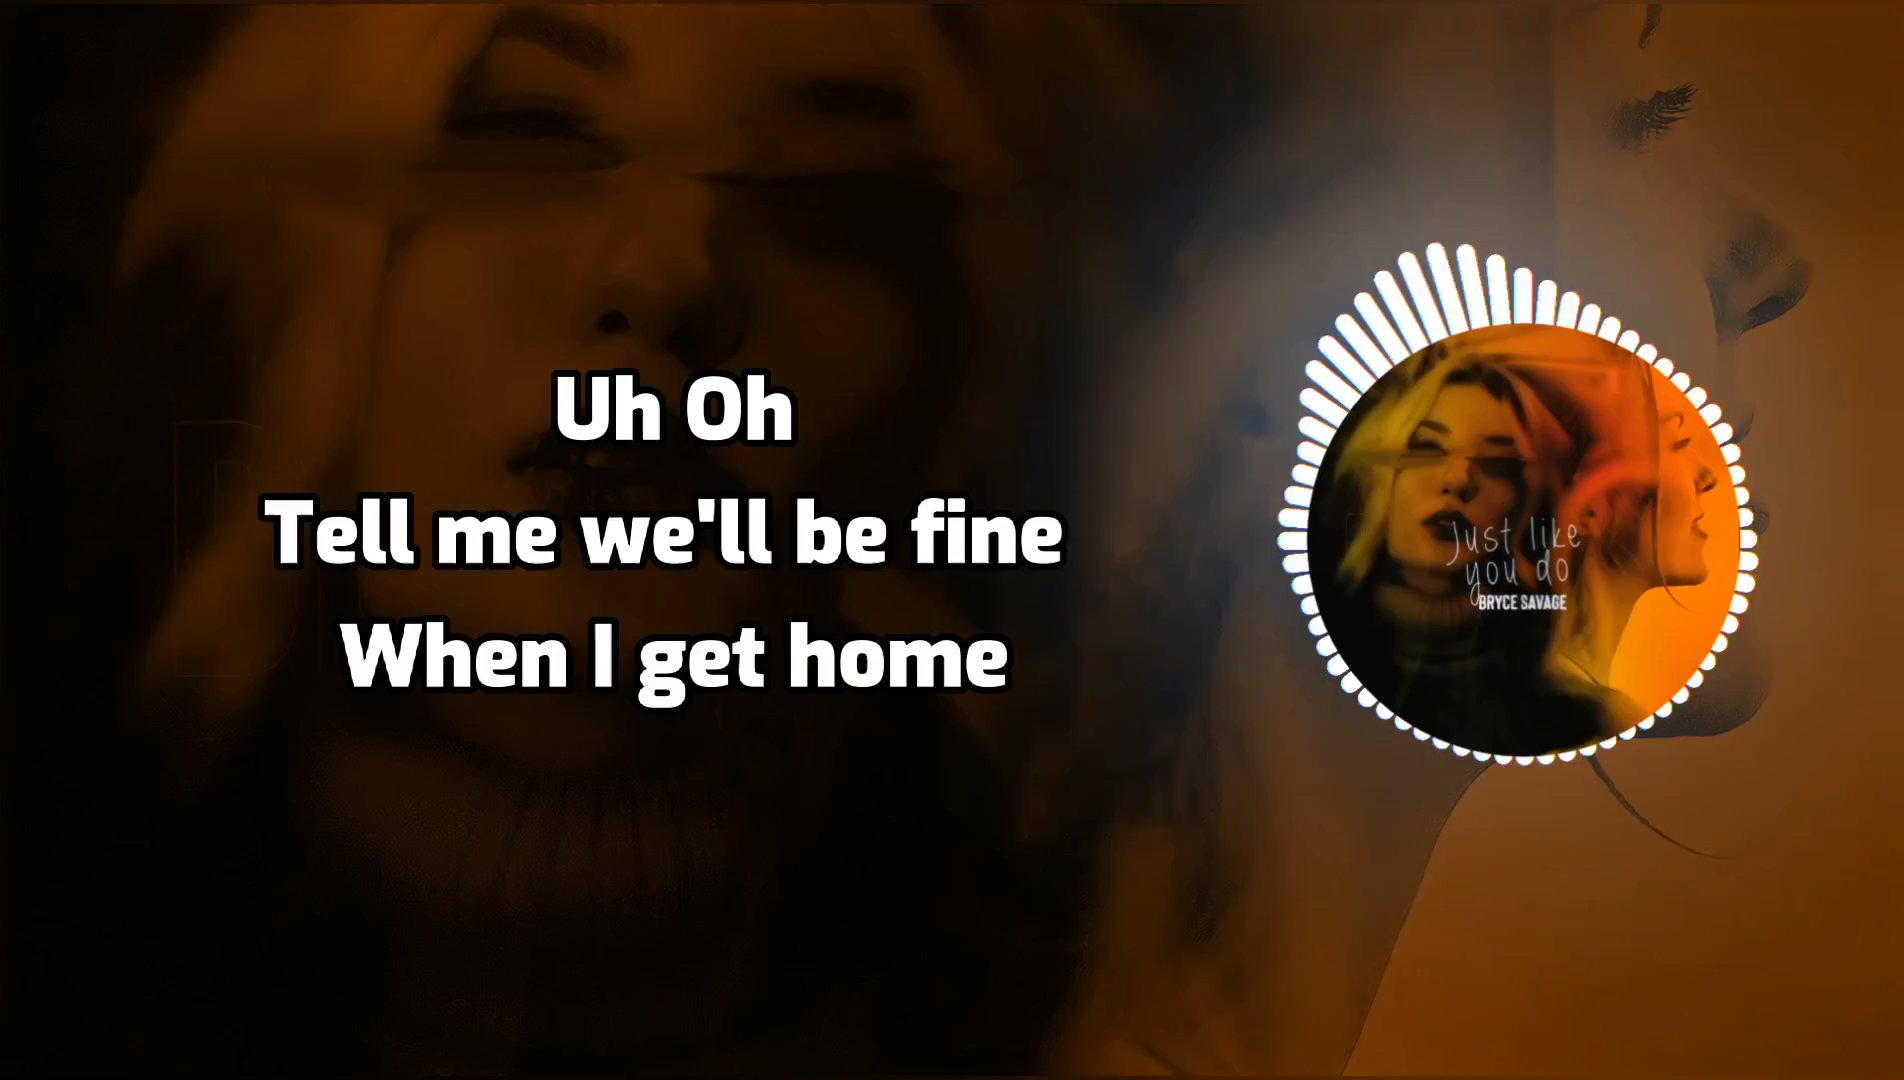 Uh Oh
Tell me we'll be fine
When I get home
Just like
you do
BRYCE SAVAGE